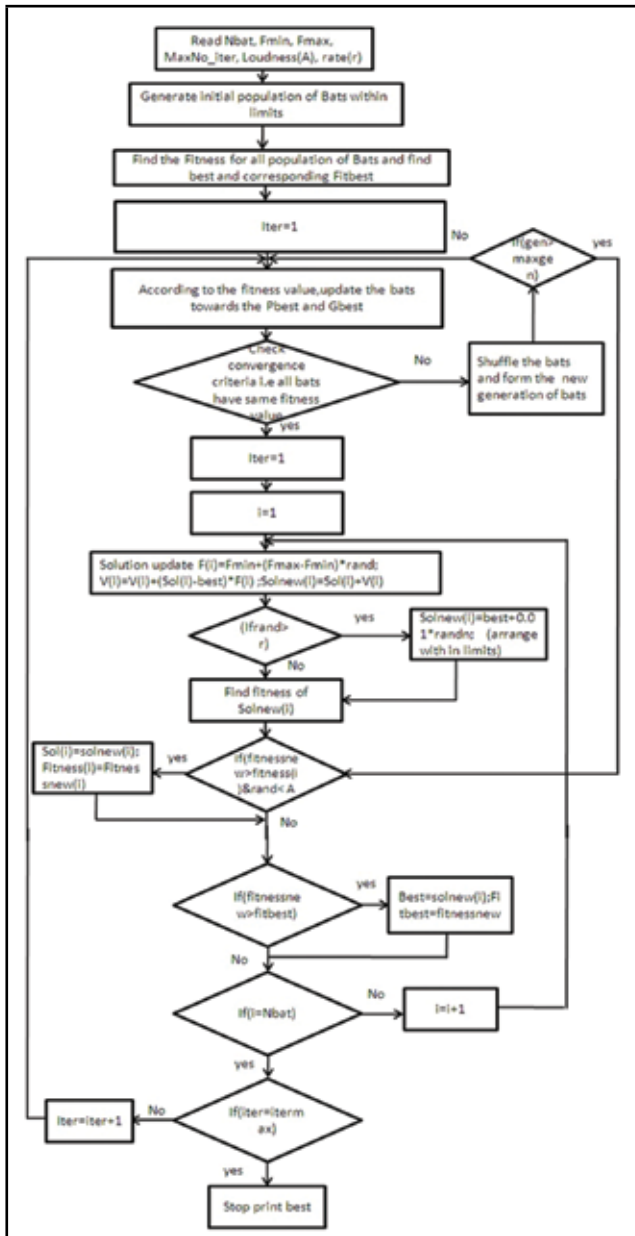 Read Nbat, Fmin, Fmax,
MaxNo_Iter, Loudness(A), rate(r)
Generate initial population of Bats within
limits
Find the Fitness for all population of Bats and find
best and corresponding Fitbest
Iter=1
No
If(gen>
maxge
n)
yes
According to the fitness value,update the bats
towards the Pbest and Gbest
Check
convergence
criteria i.e all bats
have same fitness
value
No
Shuffle the bats
and form the new
generation of bats
yes
Iter=1
I=1
Solution update F(i)=Fmin+(Fmax-Fmin)*rand;
V(i)=V(i)+(Sol(i)-best)*F(i) ;Solnew(i)=Sol(i)+V(i)
(Ifrand>
r)
yes
Solnew(i)=best+0.0
1*randn; (arrange
with in limits)
No
Find fitness of
Solnew(i)
Sol(i)=solnew(i);
Fitness(i)=Fitnes
snew(i)
yes
If(fitnessne
w>fitness(i
)&rand<A
No
If(fitnessne
w>fitbest)
yes
Best=solnew(i);Fi
tbest=fitnessnew
No
If(I=Nbat)
No
I=i+1
yes
Iter=iter+1
No
If(iter=iterm
ax)
yes
Stop print best